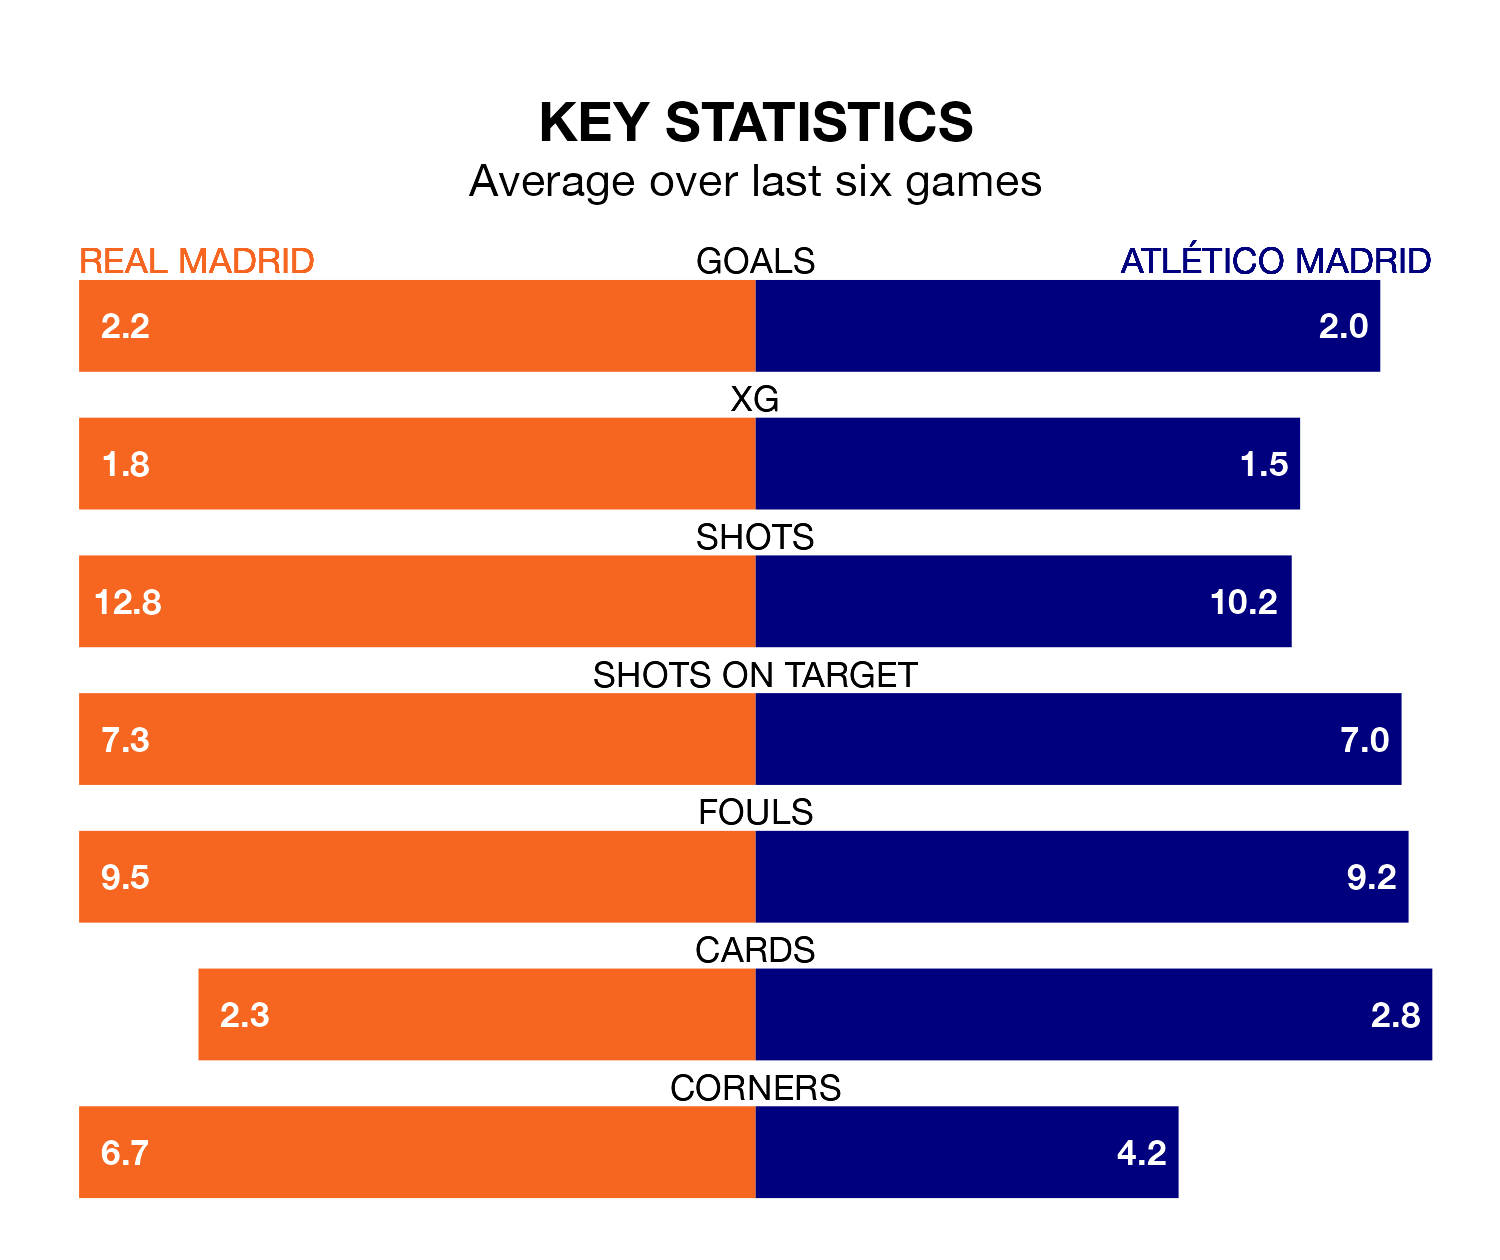 KEY STATISTICS
Average over last six games
REAL MADRID GOALS ATLÉTICO MADRID
2.2 2.0
XG
1.8 1.5
SHOTS
12.8 10.2
SHOTS ON TARGET
7.3 7.0
FOULS
9.5 9.2
CARDS
2.3 2.8
CORNERS
6.7 4.2